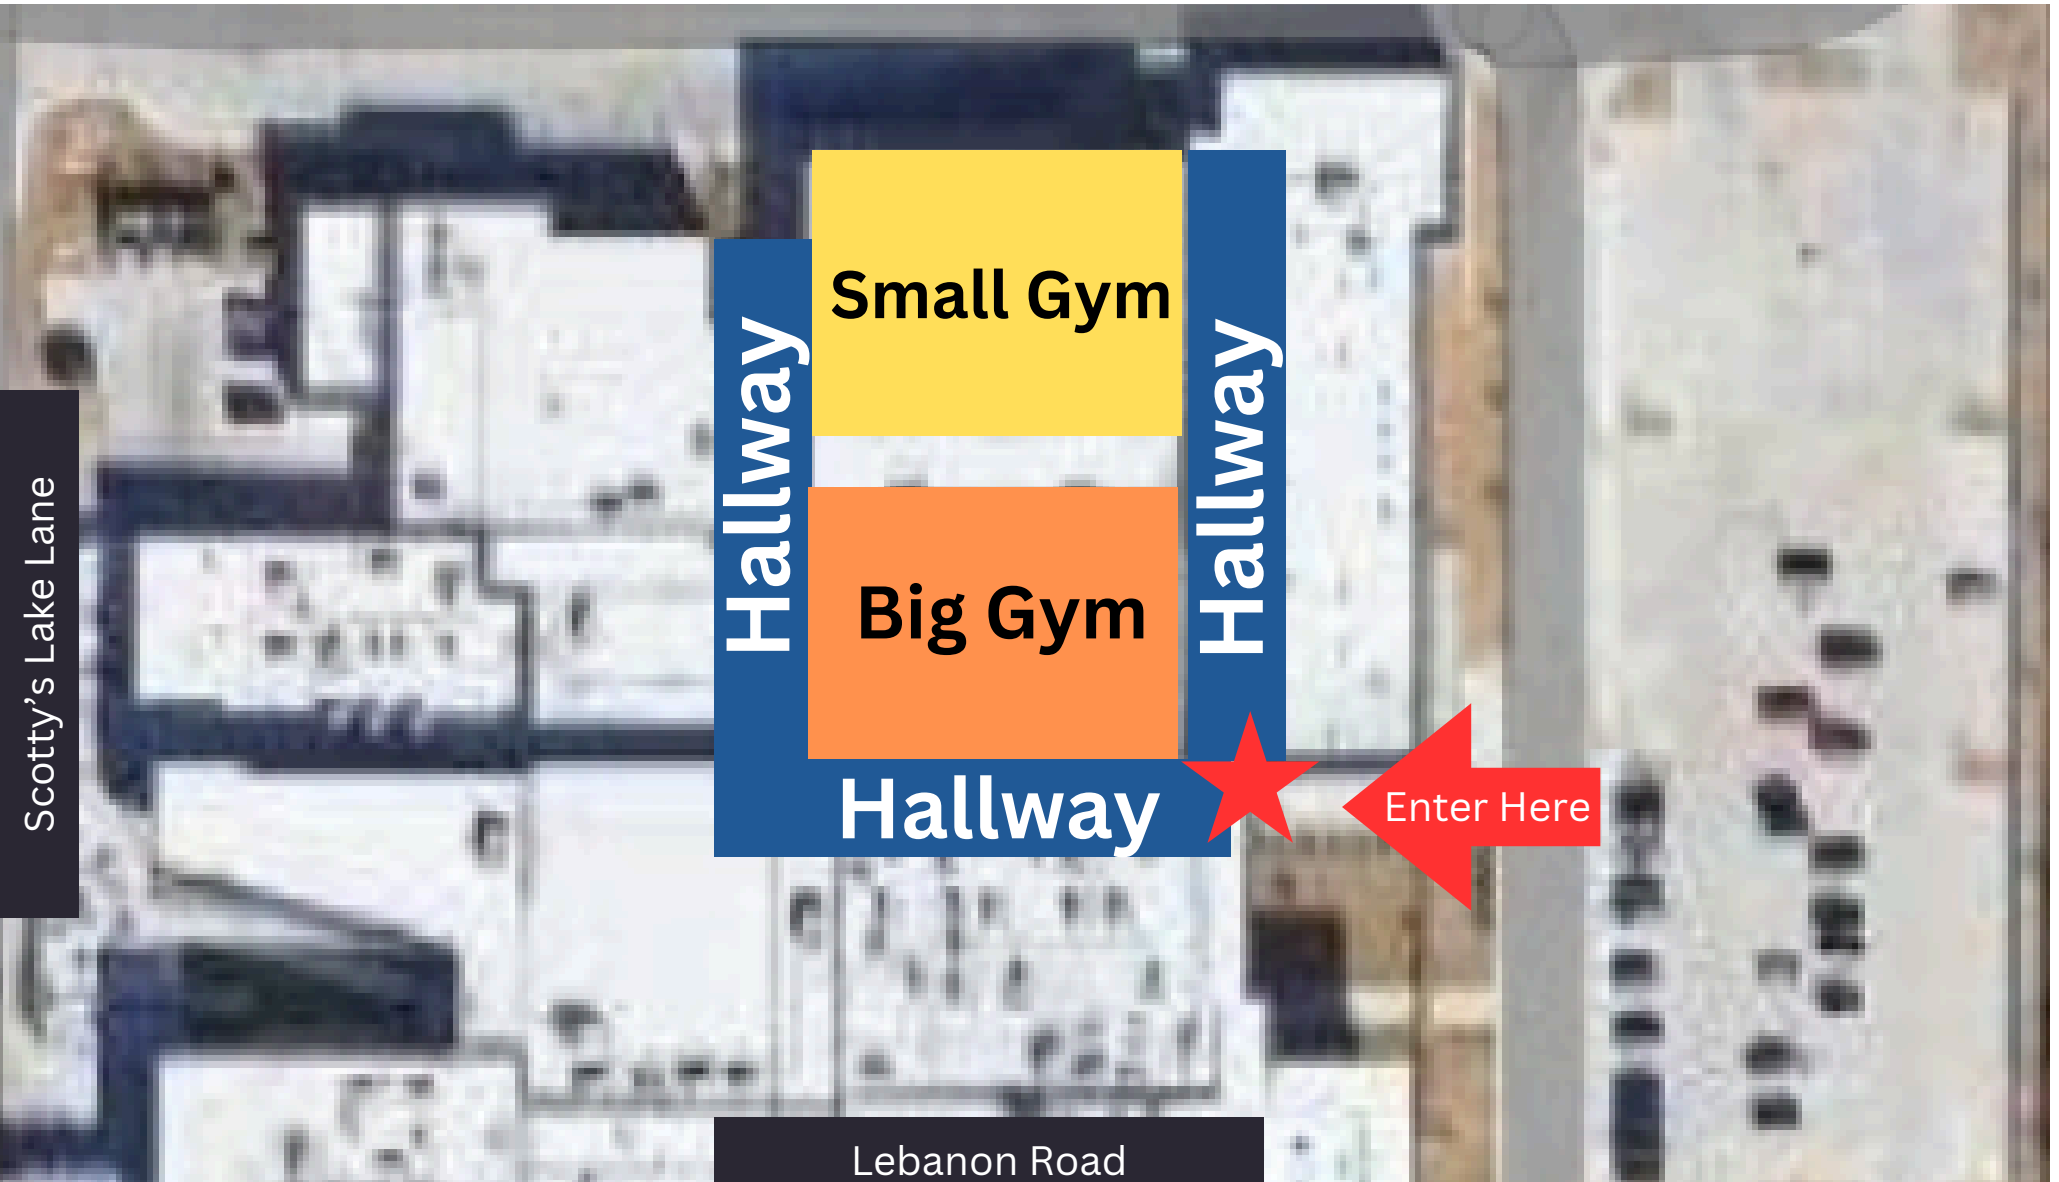 Small Gym
Hallway
Hallway
Big Gym
Scotty's Lake Lane
Hallway
Enter Here
Lebanon Road